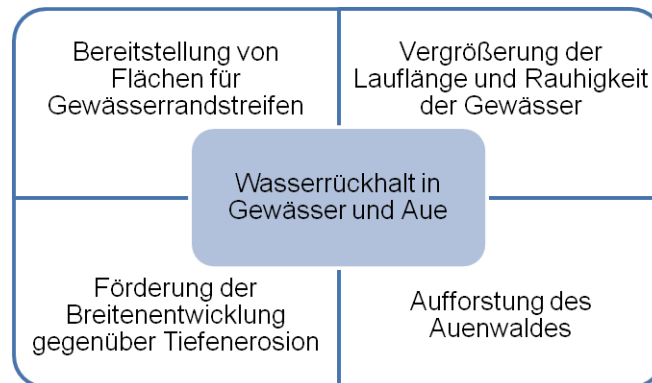 Bereitstellung von
Flächen für
Gewässerrandstreifen
Vergrößerung der
Lauflänge und Rauhigkeit
der Gewässer
Wasserrückhalt in
Gewässer und Aue
Förderung der
Breitenentwicklung
gegenüber Tiefenerosion
Aufforstung des
Auenwaldes